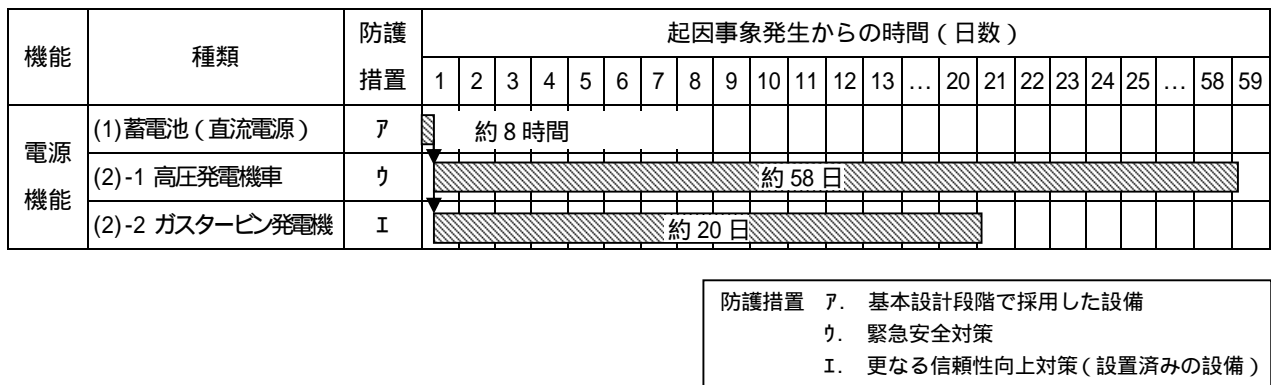 機能 種類 防護措置 起因事象発生からの時間(日数)
1 2 3 4 5 6 7 8 9 10 11 12 13 … 20 21 22 23 24 25 … 58 59
電源機能
(1)蓄電池(直流電源) ア 約8時間
(2)-1 高圧発電機車 ウ 約58日
(2)-2 ガスタービン発電機 エ 約20日
防護措置 ア. 基本設計段階で採用した設備
ウ. 緊急安全対策
エ. 更なる信頼性向上対策(設置済みの設備)